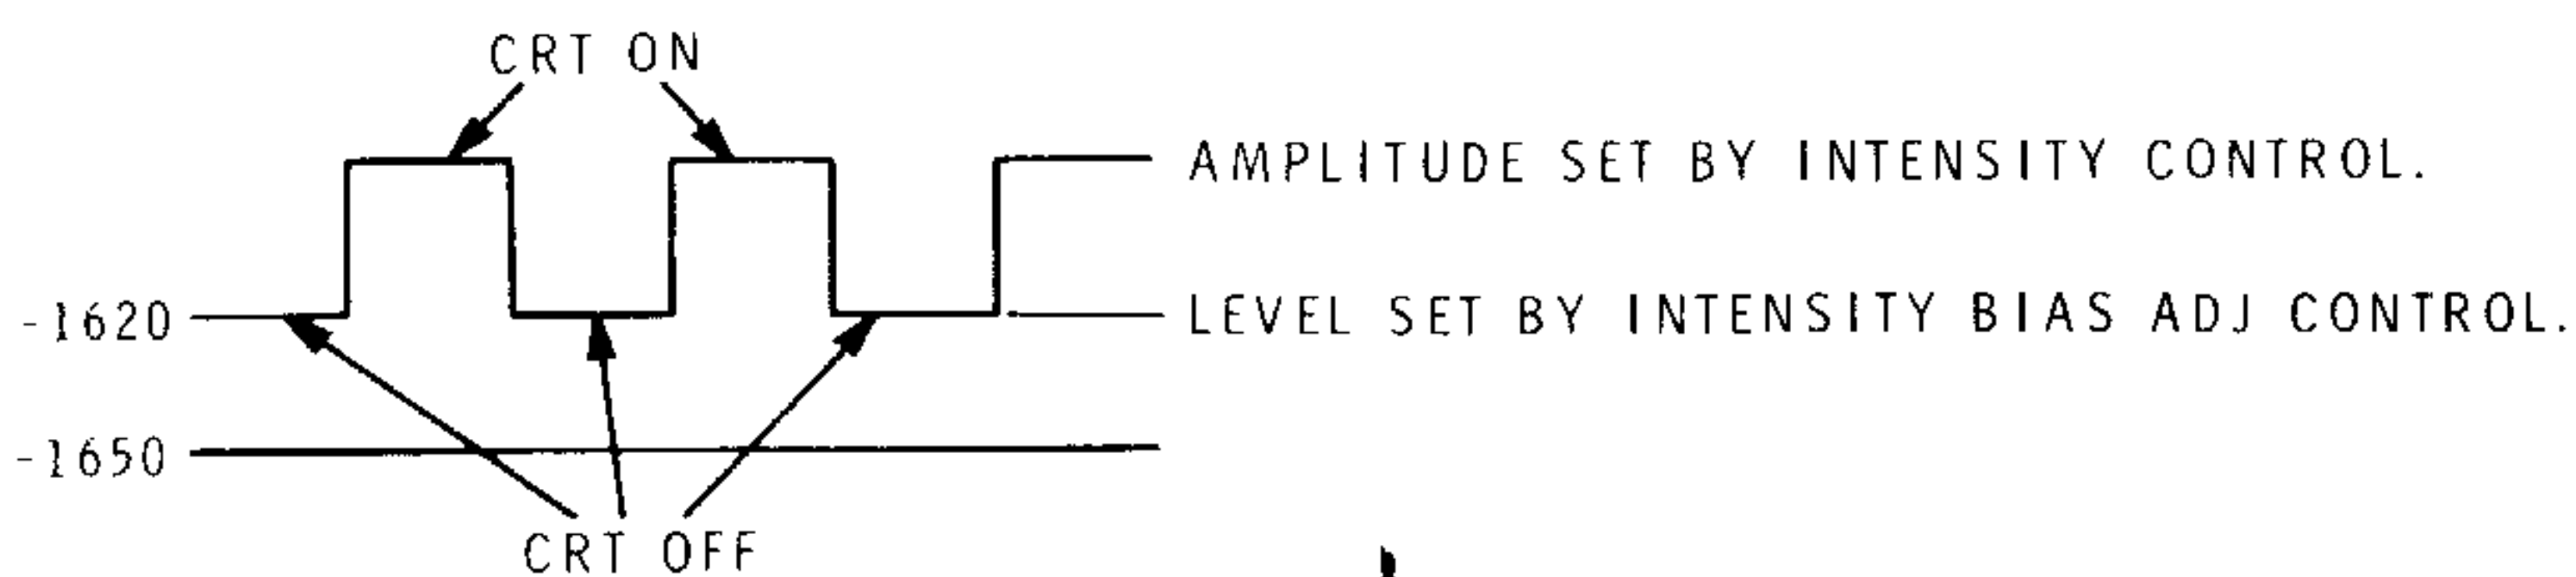 CRT ON
AMPLITUDE SET BY INTENSITY CONTROL.
-1620
LEVEL SET BY INTENSITY BIAS ADJ CONTROL.
-1650
CRT OFF